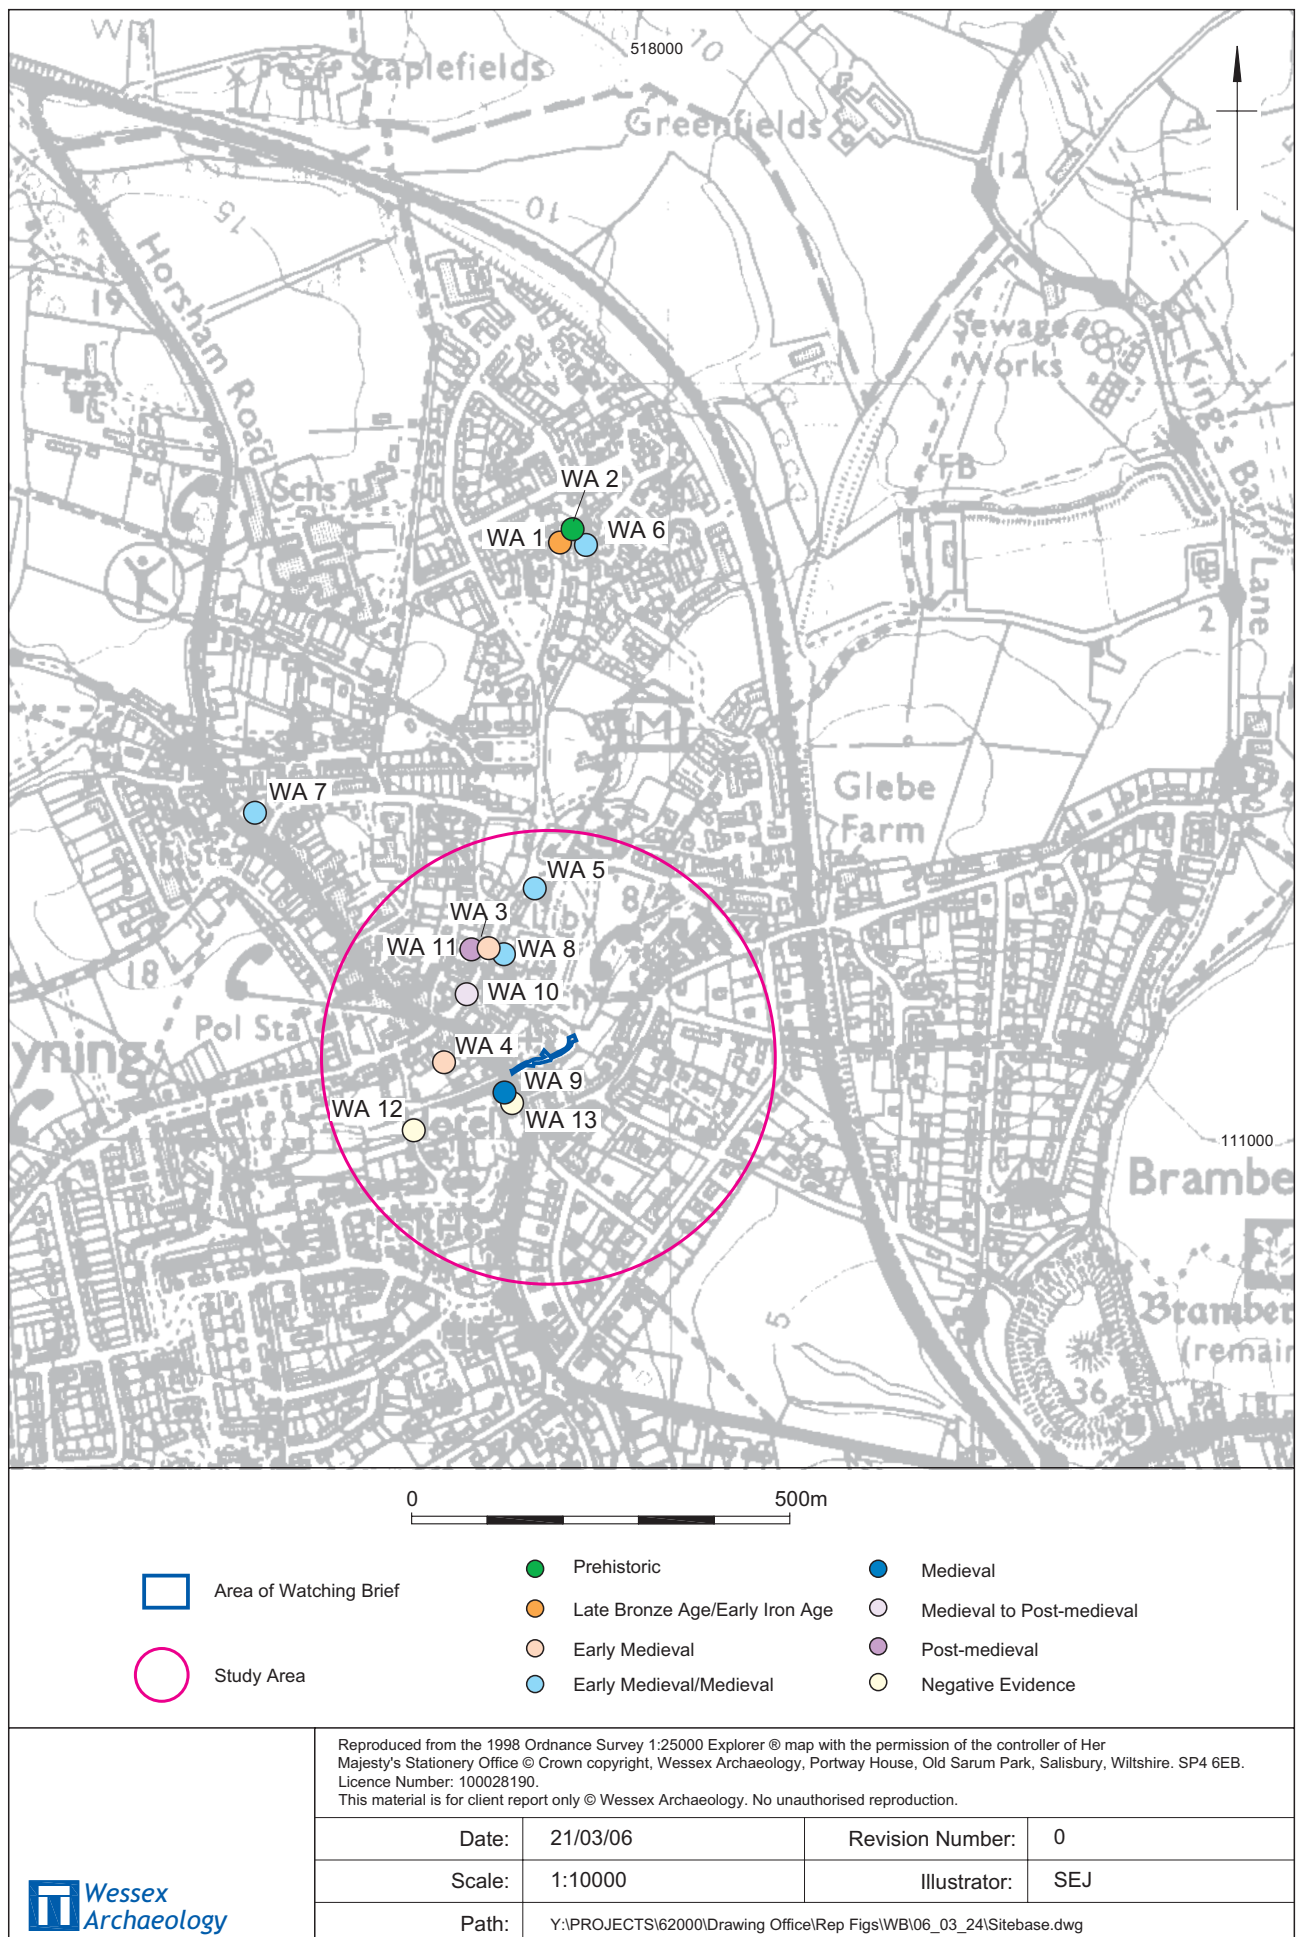 518000
W
10
Staplefields
Greenfields
12
15
10
Horsham Road
19
Sewage
Works
King's Barn
Lane
Schs
FB
WA 2
WA 1
WA 6
2
M
WA 7
Glebe
Farm
WA 5
8
WA 3
WA 11
WA 8
18
WA 10
Pol Sta
yning
WA 4
WA 9
WA 12
WA 13
111000
Brambe
5
Bramber
(remain
36
0
500m
Area of Watching Brief
Study Area
Prehistoric
Late Bronze Age/Early Iron Age
Early Medieval
Early Medieval/Medieval
Medieval
Medieval to Post-medieval
Post-medieval
Negative Evidence
Reproduced from the 1998 Ordnance Survey 1:25000 Explorer ® map with the permission of the controller of Her
Majesty's Stationery Office © Crown copyright, Wessex Archaeology, Portway House, Old Sarum Park, Salisbury, Wiltshire. SP4 6EB.
Licence Number: 100028190.
This material is for client report only © Wessex Archaeology. No unauthorised reproduction.
Date: 21/03/06 Revision Number: 0
Scale: 1:10000 Illustrator: SEJ
Path: Y:\PROJECTS\62000\Drawing Office\Rep Figs\WB\06_03_24\Sitebase.dwg
Wessex
Archaeology